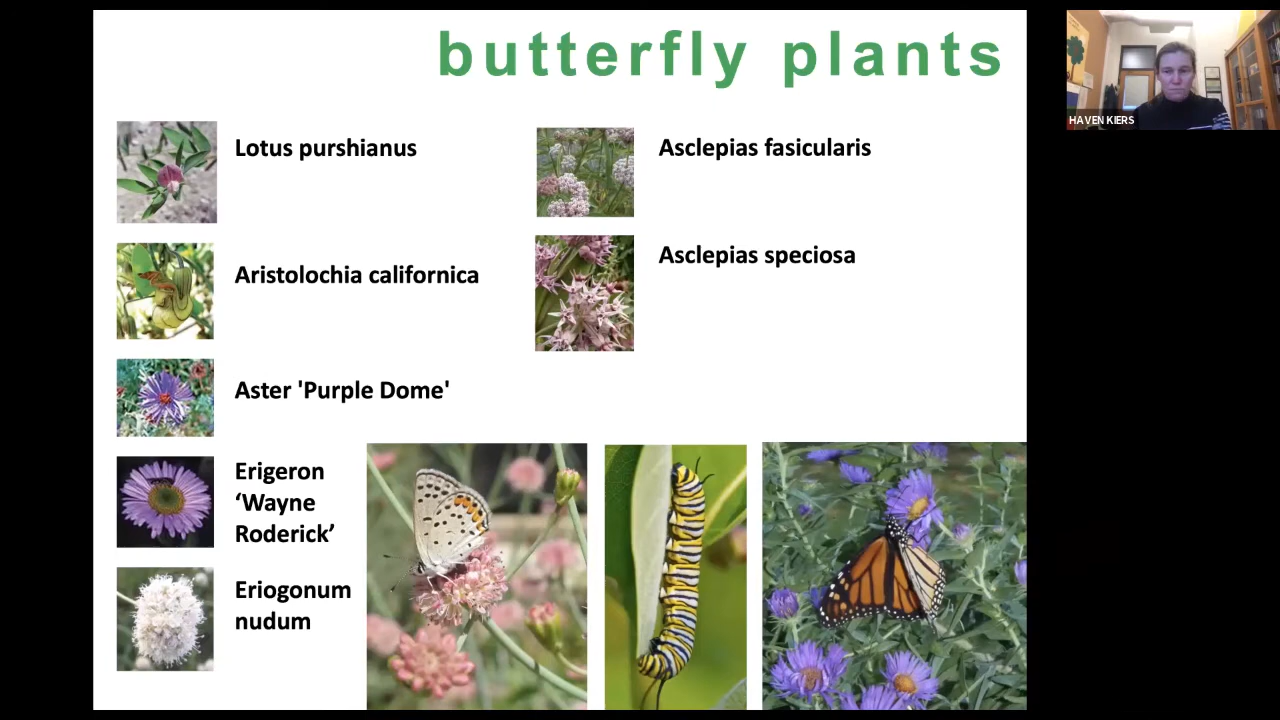 butterfly plants
HAVEN KIERS
Lotus purshianus
Aristolochia californica
Aster 'Purple Dome'
Erigeron
‘Wayne
Roderick’
Eriogonum
nudum
Asclepias fasicularis
Asclepias speciosa